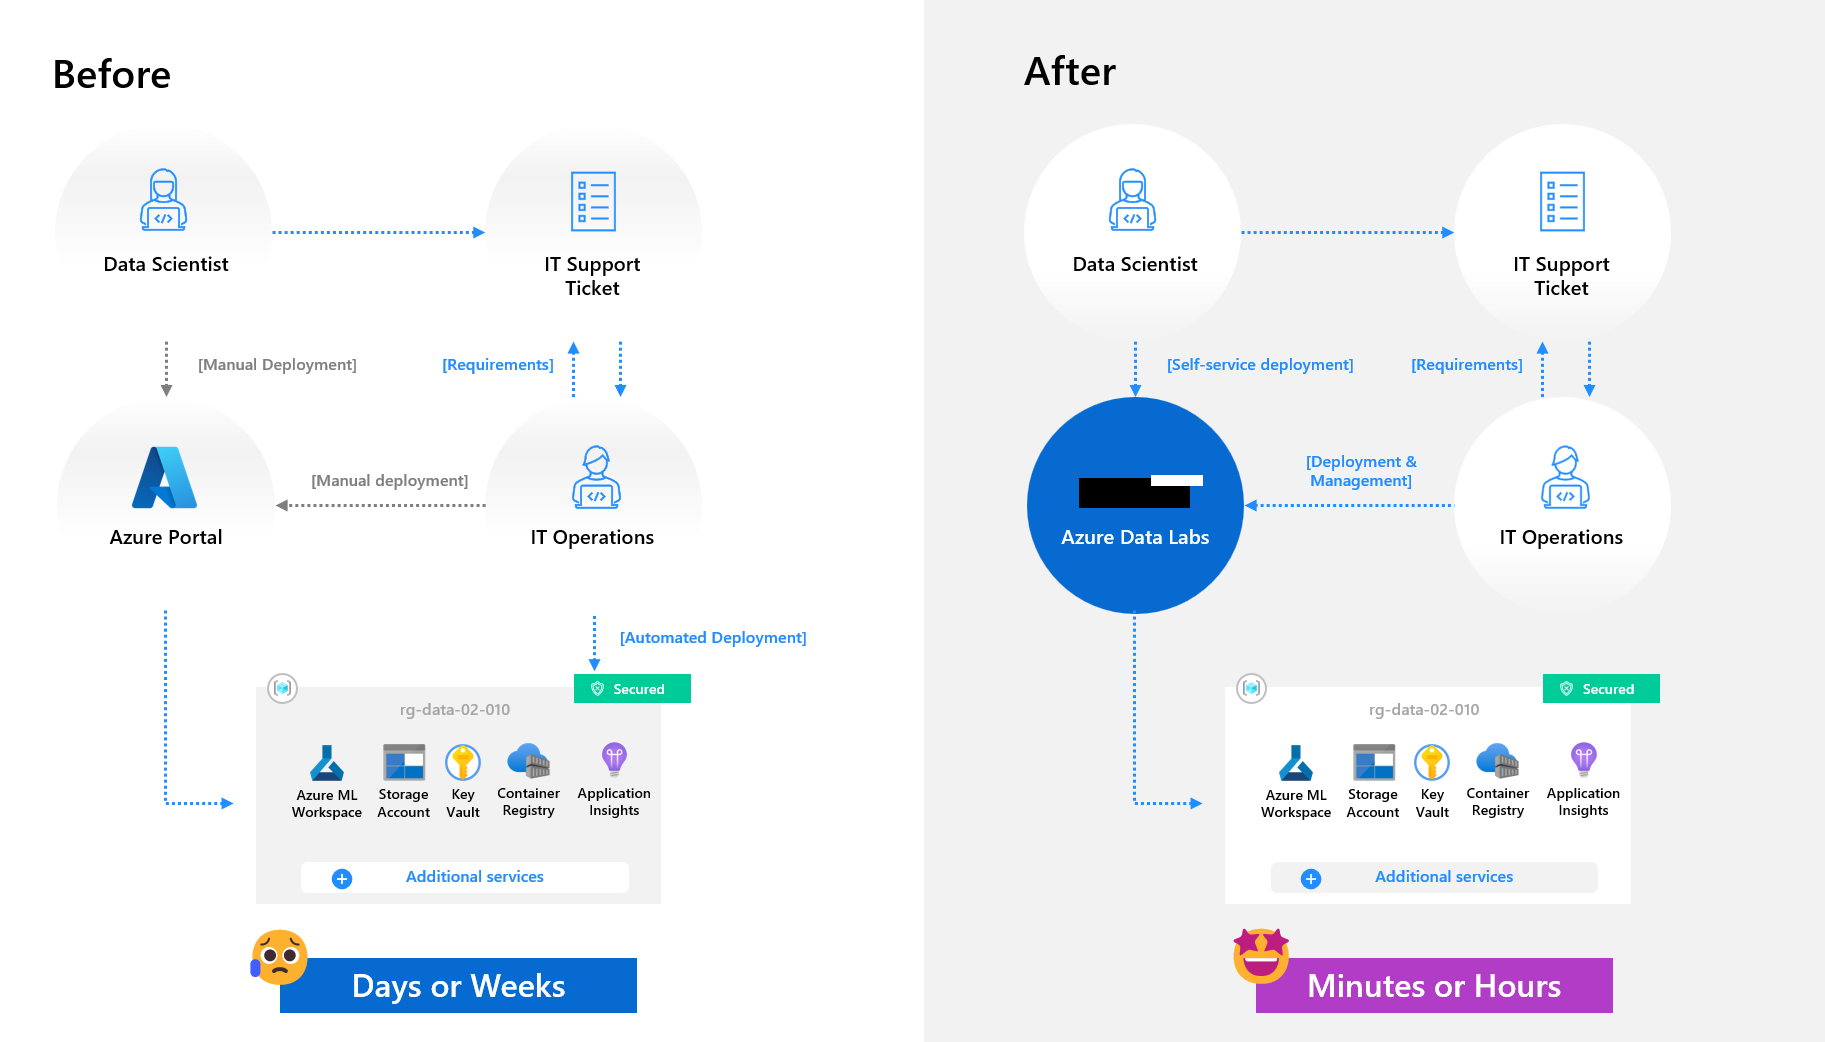 Before
Data Scientist
IT Support
Ticket
[Manual Deployment]
[Requirements]
[Manual deployment]
Azure Portal
IT Operations
[Automated Deployment]
Secured
rg-data-02-010
Azure ML
Workspace
Storage
Account
Key
Vault
Container
Registry
Application
Insights
Additional services
Days or Weeks
After
Data Scientist
IT Support
Ticket
[Self-service deployment]
[Requirements]
[Deployment &
Management]
Azure Data Labs
IT Operations
Secured
rg-data-02-010
Azure ML
Workspace
Storage
Account
Key
Vault
Container
Registry
Application
Insights
Additional services
Minutes or Hours